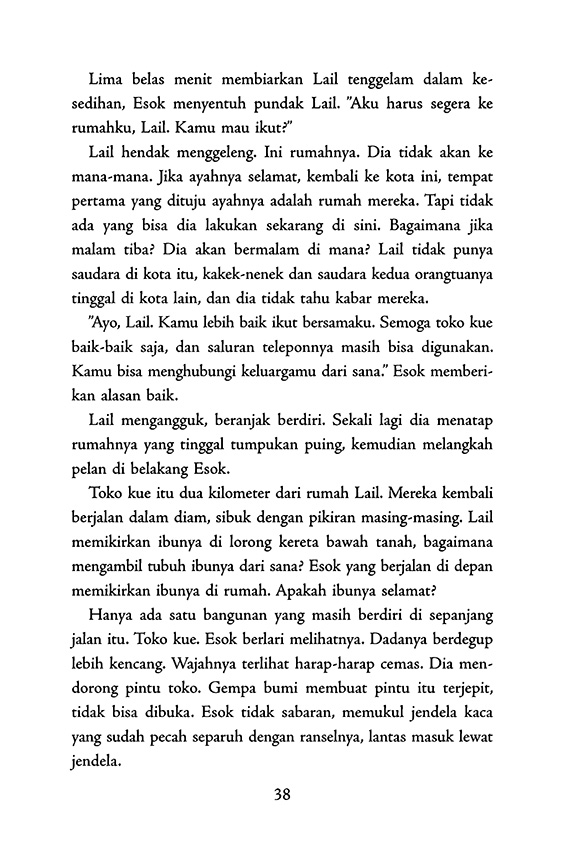 Lima belas menit membiarkan Lail tenggelam dalam ke-
sedihan, Esok menyentuh pundak Lail. ”Aku harus segera ke
rumahku, Lail. Kamu mau ikut?”
Lail hendak menggeleng. Ini rumahnya. Dia tidak akan ke
mana-mana. Jika ayahnya selamat, kembali ke kota ini, tempat
pertama yang dituju ayahnya adalah rumah mereka. Tapi tidak
ada yang bisa dia lakukan sekarang di sini. Bagaimana jika
malam tiba? Dia akan bermalam di mana? Lail tidak punya
saudara di kota itu, kakek-nenek dan saudara kedua orangtuanya
tinggal di kota lain, dan dia tidak tahu kabar mereka.
”Ayo, Lail. Kamu lebih baik ikut bersamaku. Semoga toko kue
baik-baik saja, dan saluran teleponnya masih bisa digunakan.
Kamu bisa menghubungi keluargamu dari sana.” Esok memberi-
kan alasan baik.
Lail mengangguk, beranjak berdiri. Sekali lagi dia menatap
rumahnya yang tinggal tumpukan puing, kemudian melangkah
pelan di belakang Esok.
Toko kue itu dua kilometer dari rumah Lail. Mereka kembali
berjalan dalam diam, sibuk dengan pikiran masing-masing. Lail
memikirkan ibunya di lorong kereta bawah tanah, bagaimana
mengambil tubuh ibunya dari sana? Esok yang berjalan di depan
memikirkan ibunya di rumah. Apakah ibunya selamat?
Hanya ada satu bangunan yang masih berdiri di sepanjang
jalan itu. Toko kue. Esok berlari melihatnya. Dadanya berdegup
lebih kencang. Wajahnya terlihat harap-harap cemas. Dia men-
dorong pintu toko. Gempa bumi membuat pintu itu terjepit,
tidak bisa dibuka. Esok tidak sabaran, memukul jendela kaca
yang sudah pecah separuh dengan ranselnya, lantas masuk lewat
jendela.
38